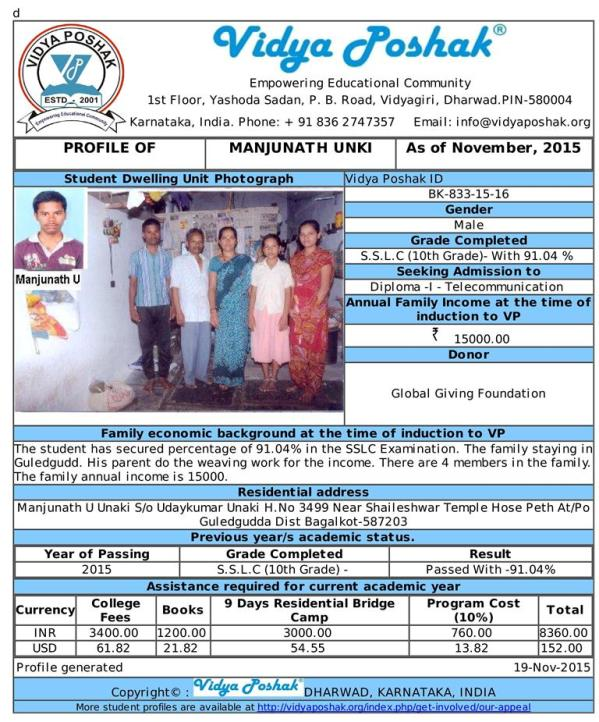 d
VIDYA POSHAK
VP
ESTD - 2001
Empowering Educational Community
Vidya Poshak®
Empowering Educational Community
1st Floor, Yashoda Sadan, P. B. Road, Vidyagiri, Dharwad.PIN-580004
Karnataka, India. Phone: + 91 836 2747357 Email: info@vidyaposhak.org
PROFILE OF MANJUNATH UNKI As of November, 2015
Student Dwelling Unit Photograph Vidya Poshak ID
BK-833-15-16
Gender
Male
Grade Completed
S.S.L.C (10th Grade)- With 91.04 %
Seeking Admission to
Manjunath U
Diploma -I - Telecommunication
Annual Family Income at the time of
induction to VP
₹ 15000.00
Donor
Global Giving Foundation
Family economic background at the time of induction to VP
The student has secured percentage of 91.04% in the SSLC Examination. The family staying in
Guledgudd. His parent do the weaving work for the income. There are 4 members in the family.
The family annual income is 15000.
Residential address
Manjunath U Unaki S/o Udaykumar Unaki H.No 3499 Near Shaileshwar Temple Hose Peth At/Po
Guledgudda Dist Bagalkot-587203
Previous year/s academic status.
Year of Passing Grade Completed Result
2015 S.S.L.C (10th Grade) - Passed With -91.04%
Assistance required for current academic year
Currency College Fees Books 9 Days Residential Bridge Camp Program Cost (10%) Total
INR 3400.00 1200.00 3000.00 760.00 8360.00
USD 61.82 21.82 54.55 13.82 152.00
Profile generated 19-Nov-2015
Copyright© : Vidya Poshak DHARWAD, KARNATAKA, INDIA
More student profiles are available at http://vidyaposhak.org/index.php/get-involved/our-appeal